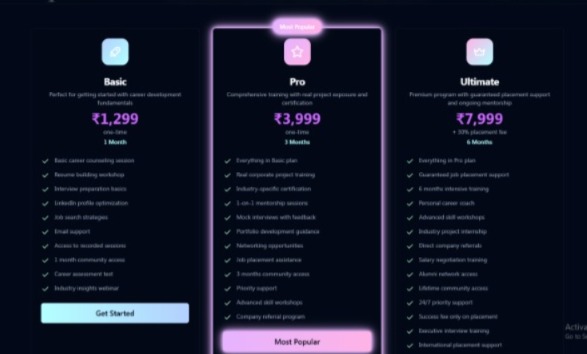 Most Popular
Basic
Perfect for getting started with career development
fundamentals
₹1,299
one-time
1 Month
Basic career counseling session
Resume building workshop
Interview preparation basics
LinkedIn profile optimization
Job search strategies
Email support
Access to recorded sessions
1 month community access
Career assessment test
Industry insights webinar
Get Started
Pro
Comprehensive training with real project exposure and
certification
₹3,999
one-time
3 Months
Everything in Basic plan
Real corporate project training
Industry-specific certification
1-on-1 mentorship sessions
Mock interviews with feedback
Portfolio development guidance
Networking opportunities
Job placement assistance
3 months community access
Priority support
Advanced skill workshops
Company referral program
Most Popular
Ultimate
Premium program with guaranteed placement support
and ongoing mentorship
₹7,999
+ 10% placement fee
6 Months
Everything in Pro plan
Guaranteed job placement support
6 months intensive training
Personal career coach
Advanced skill workshops
Industry project internship
Direct company referrals
Salary negotiation training
Alumni network access
Lifetime community access
24/7 priority support
Success fee only on placement
Executive interview training
International placement support
Activa
Go to S